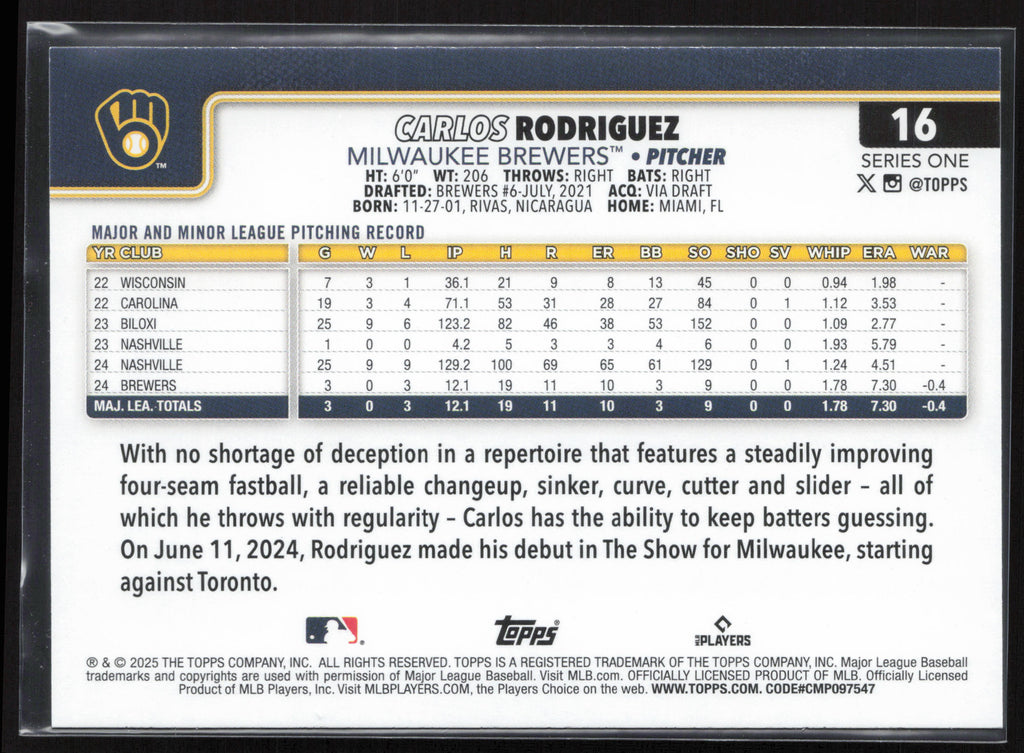 16
CARLOS RODRIGUEZ
MILWAUKEE BREWERS™ • PITCHER
SERIES ONE
HT: 6'0" WT: 206 THROWS: RIGHT BATS: RIGHT
@TOPPS
DRAFTED: BREWERS #6-JULY, 2021 ACQ: VIA DRAFT
BORN: 11-27-01, RIVAS, NICARAGUA HOME: MIAMI, FL
TM
MAJOR AND MINOR LEAGUE PITCHING RECORD
YR CLUB G W L IP H R ER BB SO SHO SV WHIP ERA WAR
22 WISCONSIN 7 3 1 36.1 21 9 8 13 45 0 0 0.94 1.98 -
22 CAROLINA 19 3 4 71.1 53 31 28 27 84 0 1 1.12 3.53 -
23 BILOXI 25 9 6 123.2 82 46 38 53 152 0 0 1.09 2.77 -
23 NASHVILLE 1 0 0 4.2 5 3 3 4 6 0 0 1.93 5.79 -
24 NASHVILLE 25 9 9 129.2 100 69 65 61 129 0 1 1.24 4.51 -
24 BREWERS 3 0 3 12.1 19 11 10 3 9 0 0 1.78 7.30 -0.4
MAJ. LEA. TOTALS 3 0 3 12.1 19 11 10 3 9 0 0 1.78 7.30 -0.4
With no shortage of deception in a repertoire that features a steadily improving
four-seam fastball, a reliable changeup, sinker, curve, cutter and slider – all of
which he throws with regularity – Carlos has the ability to keep batters guessing.
On June 11, 2024, Rodriguez made his debut in The Show for Milwaukee, starting
against Toronto.
Topps®
MLB PLAYERS
® & © 2025 THE TOPPS COMPANY, INC. ALL RIGHTS RESERVED. TOPPS IS A REGISTERED TRADEMARK OF THE TOPPS COMPANY, INC. Major League Baseball
trademarks and copyrights are used with permission of Major League Baseball. Visit MLB.com. OFFICIALLY LICENSED PRODUCT OF MLB. Officially Licensed
Product of MLB Players, Inc. Visit MLBPLAYERS.COM, the Players Choice on the web. WWW.TOPPS.COM. CODE#CMP097547